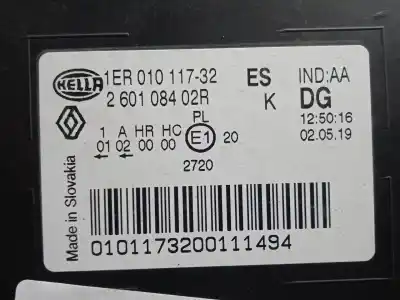 HELLA
1ER 010 117-32 ES IND:AA
2 601 084 02R K DG
PL 12:50:16
1 A HR HC E1 20 02.05.19
01 02 00 00
2720
Made in Slovakia
0101173200111494